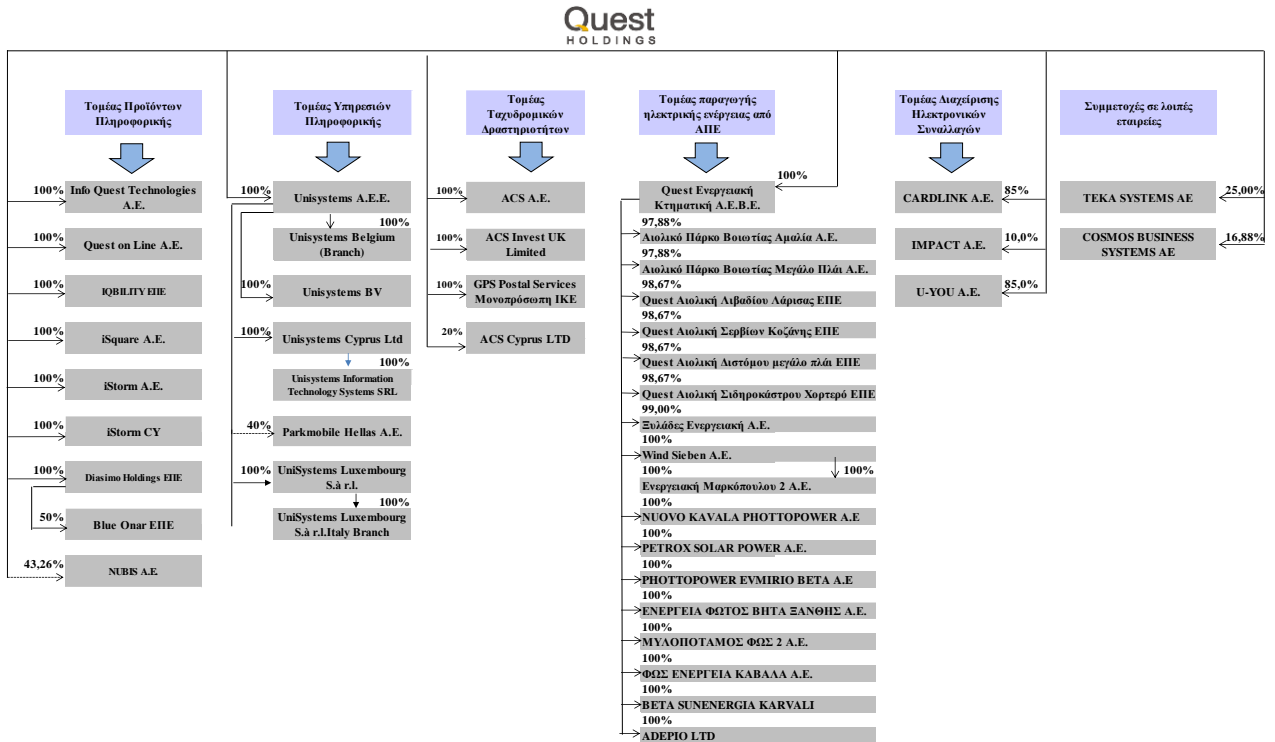 Quest
HOLDINGS
Τομέας Προϊόντων
Πληροφορικής
100%
Info Quest Technologies
Α.Ε.
100%
Quest on Line Α.Ε.
100%
IQBILITY ΕΠΕ
100%
iSquare Α.Ε.
100%
iStorm Α.Ε.
100%
iStorm CY
100%
Diasimo Holdings ΕΠΕ
50%
Blue Onar ΕΠΕ
43,26%
NUBIS Α.Ε.
Τομέας Υπηρεσιών
Πληροφορικής
100%
Unisystems Α.Ε.Ε.
100%
Unisystems Belgium
(Branch)
100%
Unisystems BV
100%
Unisystems Cyprus Ltd
100%
Unisystems Information
Technology Systems SRL
40%
Parkmobile Hellas Α.Ε.
100%
UniSystems Luxembourg
S.à r.l.
100%
UniSystems Luxembourg
S.à r.l.Italy Branch
Τομέας
Ταχυδρομικών
Δραστηριοτήτων
100%
ACS Α.Ε.
100%
ACS Invest UK
Limited
100%
GPS Postal Services
Μονοπρόσωπη ΙΚΕ
20%
ACS Cyprus LTD
Τομέας παραγωγής
ηλεκτρικής ενέργειας από
ΑΠΕ
100%
Quest Ενεργειακή
Κτηματική Α.Ε.Β.Ε.
97,88%
Αιολικό Πάρκο Βοιωτίας Αμαλία Α.Ε.
97,88%
Αιολικό Πάρκο Βοιωτίας Μεγάλο Πλάι Α.Ε.
98,67%
Quest Αιολική Λιβαδίου Λάρισας ΕΠΕ
98,67%
Quest Αιολική Σερβίων Κοζάνης ΕΠΕ
98,67%
Quest Αιολική Διστόμου μεγάλο πλάι ΕΠΕ
98,67%
Quest Αιολική Σιδηροκάστρου Χορτερό ΕΠΕ
99,00%
Ξυλάδες Ενεργειακή Α.Ε.
100%
Wind Sieben Α.Ε.
100%
100%
Ενεργειακή Μαρκόπουλου 2 Α.Ε.
100%
NUOVO KAVALA PHOTTOPOWER Α.Ε
100%
PETROX SOLAR POWER Α.Ε.
100%
PHOTTOPOWER EVMIRIO BETA Α.Ε
100%
ΕΝΕΡΓΕΙΑ ΦΩΤΟΣ ΒΗΤΑ ΞΑΝΘΗΣ Α.Ε.
100%
ΜΥΛΟΠΟΤΑΜΟΣ ΦΩΣ 2 Α.Ε.
100%
ΦΩΣ ΕΝΕΡΓΕΙΑ ΚΑΒΑΛΑ Α.Ε.
100%
BETA SUNENERGIA KARVALI
100%
ADEPIO LTD
Τομέας Διαχείρισης
Ηλεκτρονικών
Συναλλαγών
CARDLINK Α.Ε.
85%
IMPACT Α.Ε.
10,0%
U-YOU Α.Ε.
85,0%
Συμμετοχές σε λοιπές
εταιρείες
TEKA SYSTEMS ΑΕ
25,00%
COSMOS BUSINESS
SYSTEMS ΑΕ
16,88%